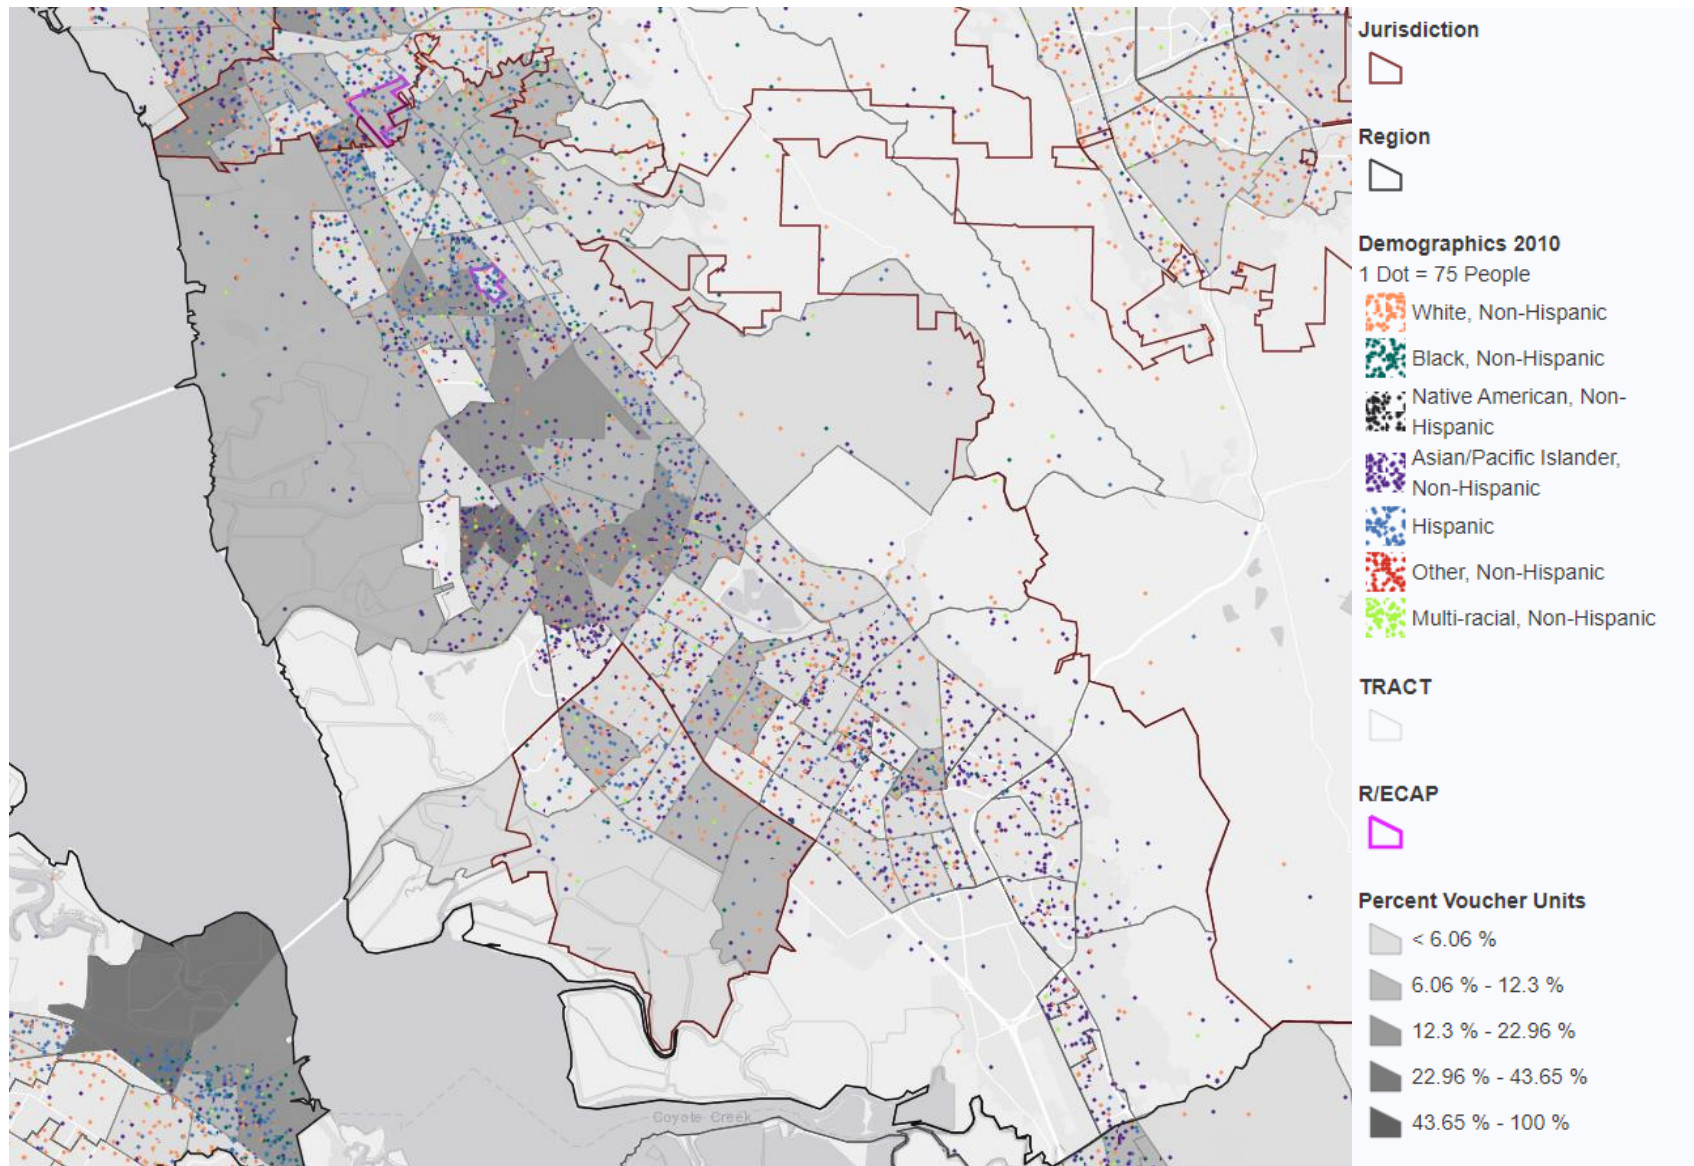 Jurisdiction
Region
Demographics 2010
1 Dot = 75 People
White, Non-Hispanic
Black, Non-Hispanic
Native American, Non-
Hispanic
Asian/Pacific Islander,
Non-Hispanic
Hispanic
Other, Non-Hispanic
Multi-racial, Non-Hispanic
TRACT
R/ECAP
Percent Voucher Units
< 6.06 %
6.06 % - 12.3 %
12.3 % - 22.96 %
22.96 % - 43.65 %
43.65 % - 100 %
Coyote Creek